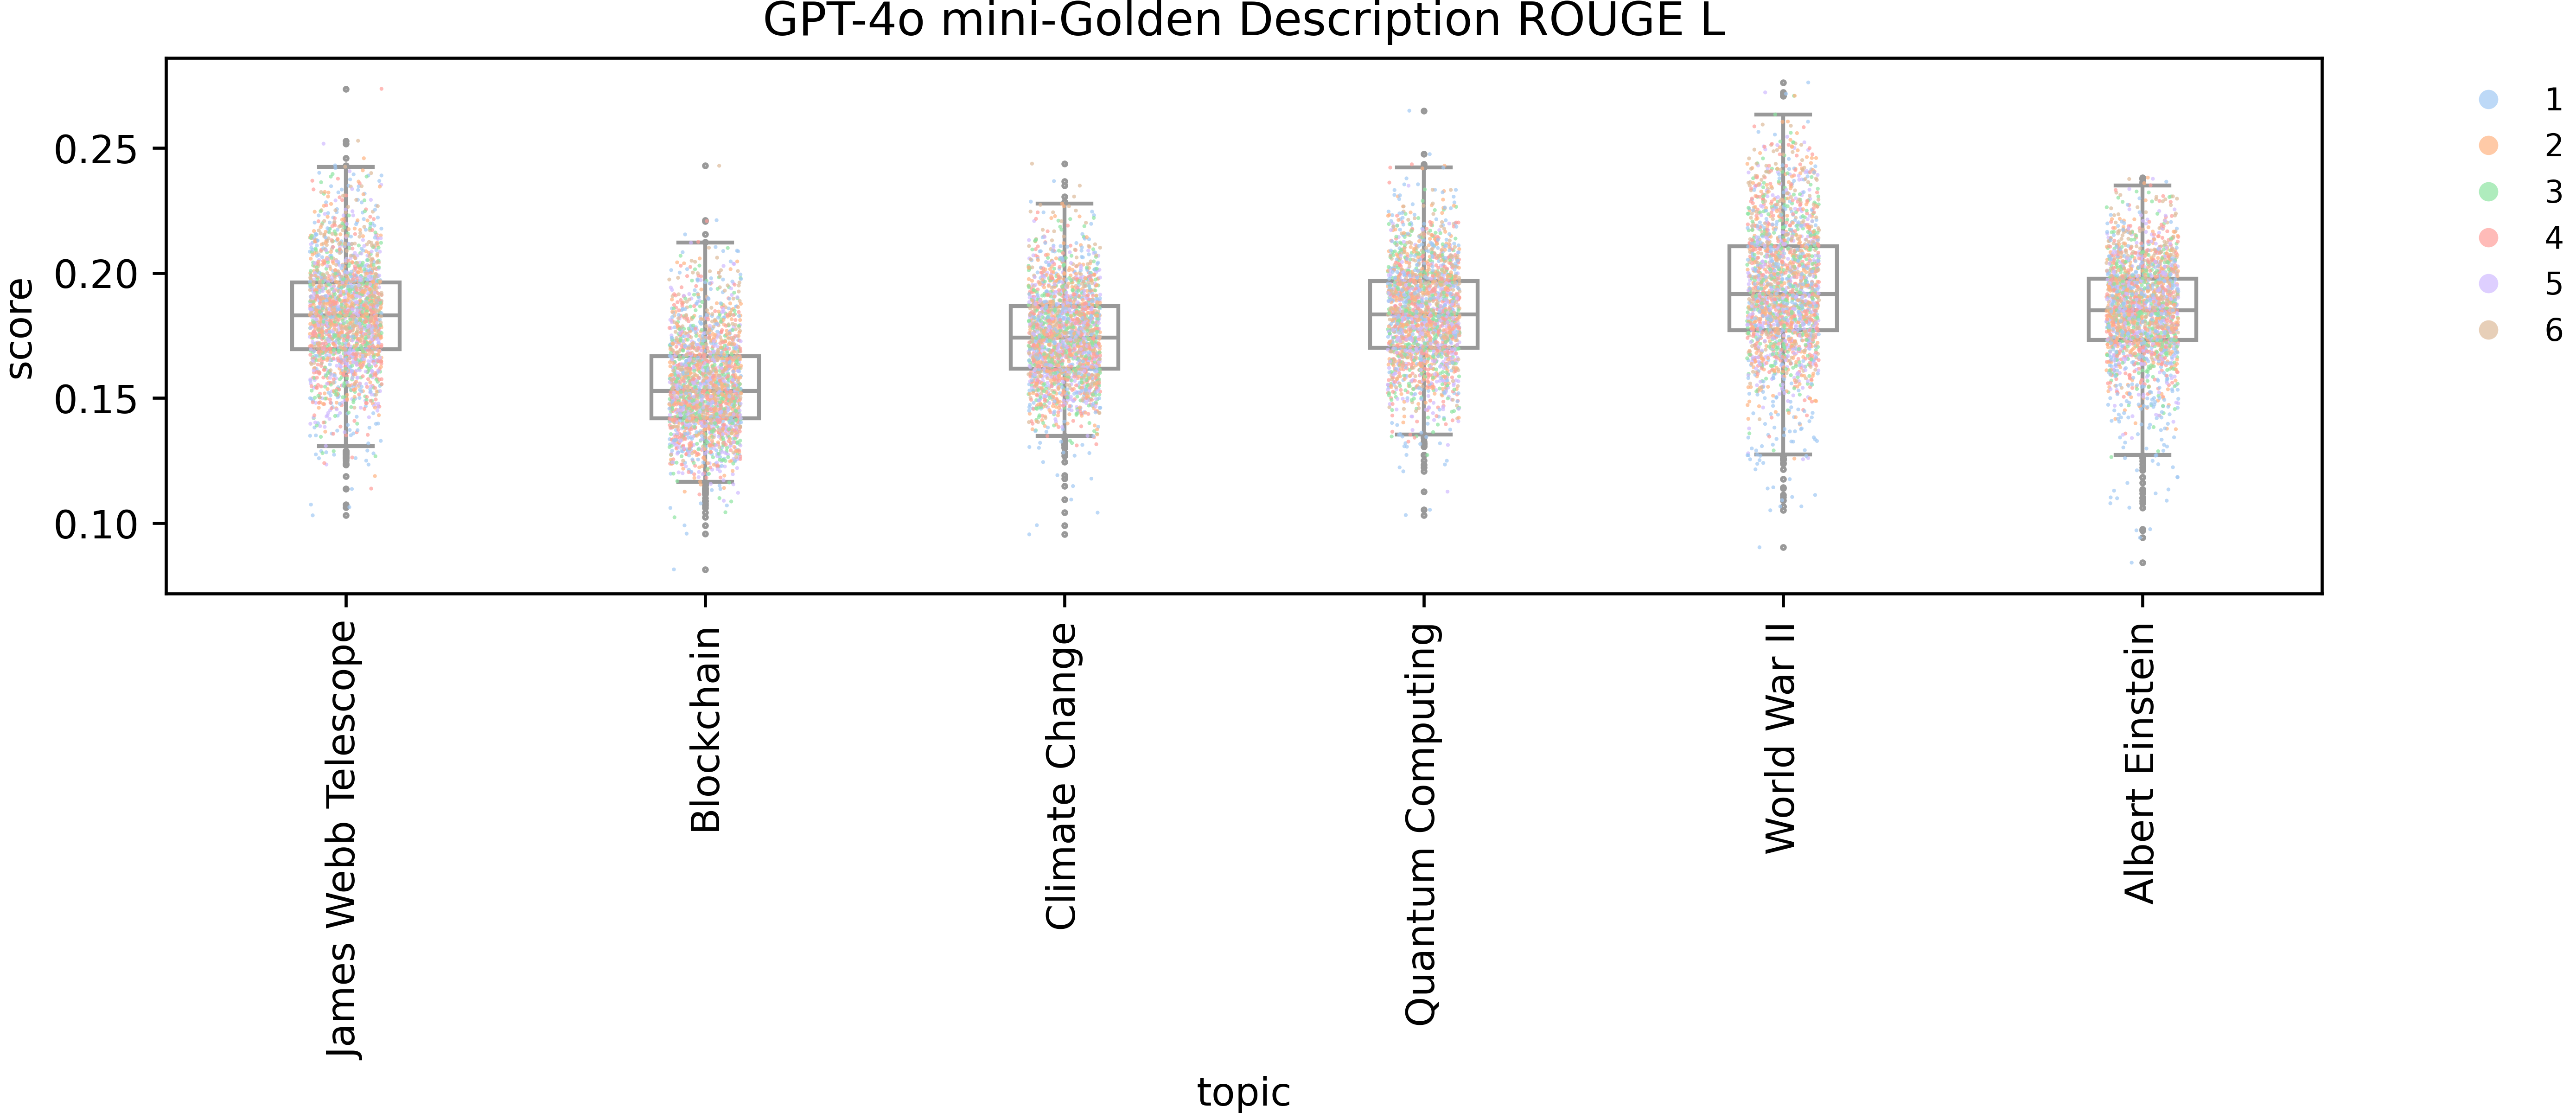 GPT-4o mini-Golden Description ROUGE L
score
0.25
0.20
0.15
0.10
1
2
3
4
5
6
James Webb Telescope
Blockchain
Climate Change
Quantum Computing
World War II
Albert Einstein
topic